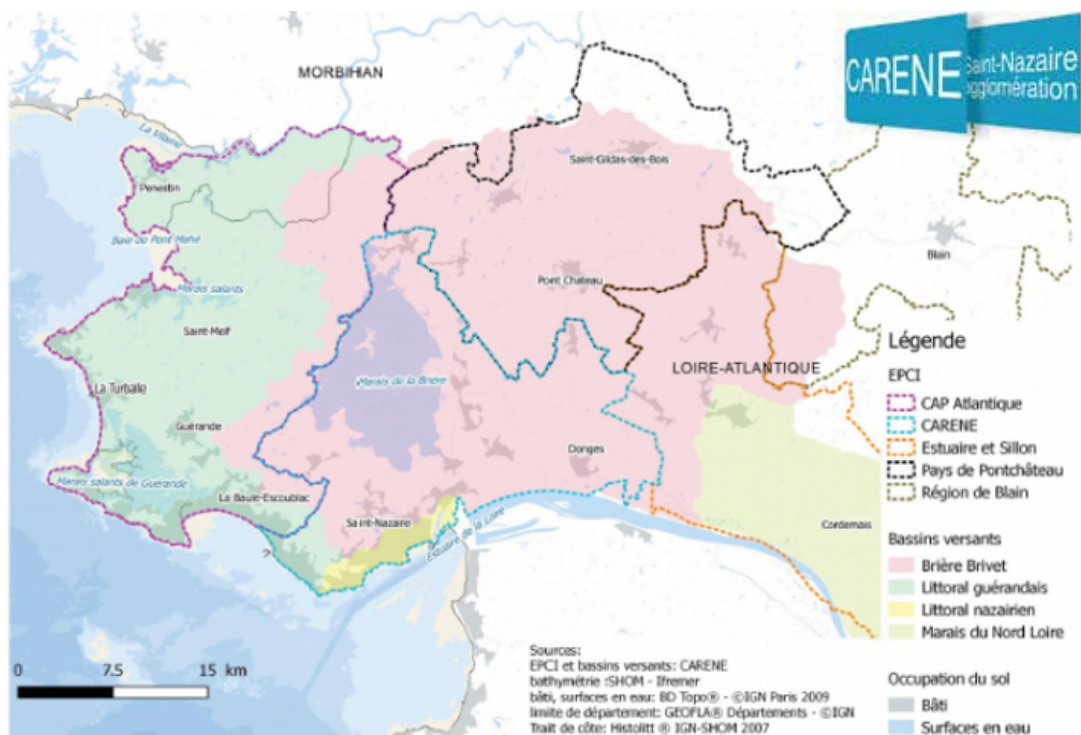 CARENE
Saint-Nazaire
agglomération
MORBIHAN
La Vilaine
Saint-Gildas-des-Bois
Penestin
Blain
Baie de Pont Mahé
Pont Chateau
Marais salants
Saint-Molf
LOIRE-ATLANTIQUE
Marais de la Brière
La Turballe
Guérande
Donges
Marais salants de Guérande
La Baule-Escoublac
Saint-Nazaire
Estuaire de la Loire
Cordemais
Légende
EPCI
CAP Atlantique
CARENE
Estuaire et Sillon
Pays de Pontchâteau
Région de Blain
Bassins versants
Brière Brivet
Littoral guérandais
Littoral nazairien
Marais du Nord Loire
Occupation du sol
Bâti
Surfaces en eau
0 7.5 15 km
Sources:
EPCI et bassins versants: CARENE
bathymétrie :SHOM - Ifremer
bâti, surfaces en eau: BD Topo® - ©IGN Paris 2009
limite de département: GEOFLA® Départements - ©IGN
Trait de côte: Histolitt ® IGN-SHOM 2007